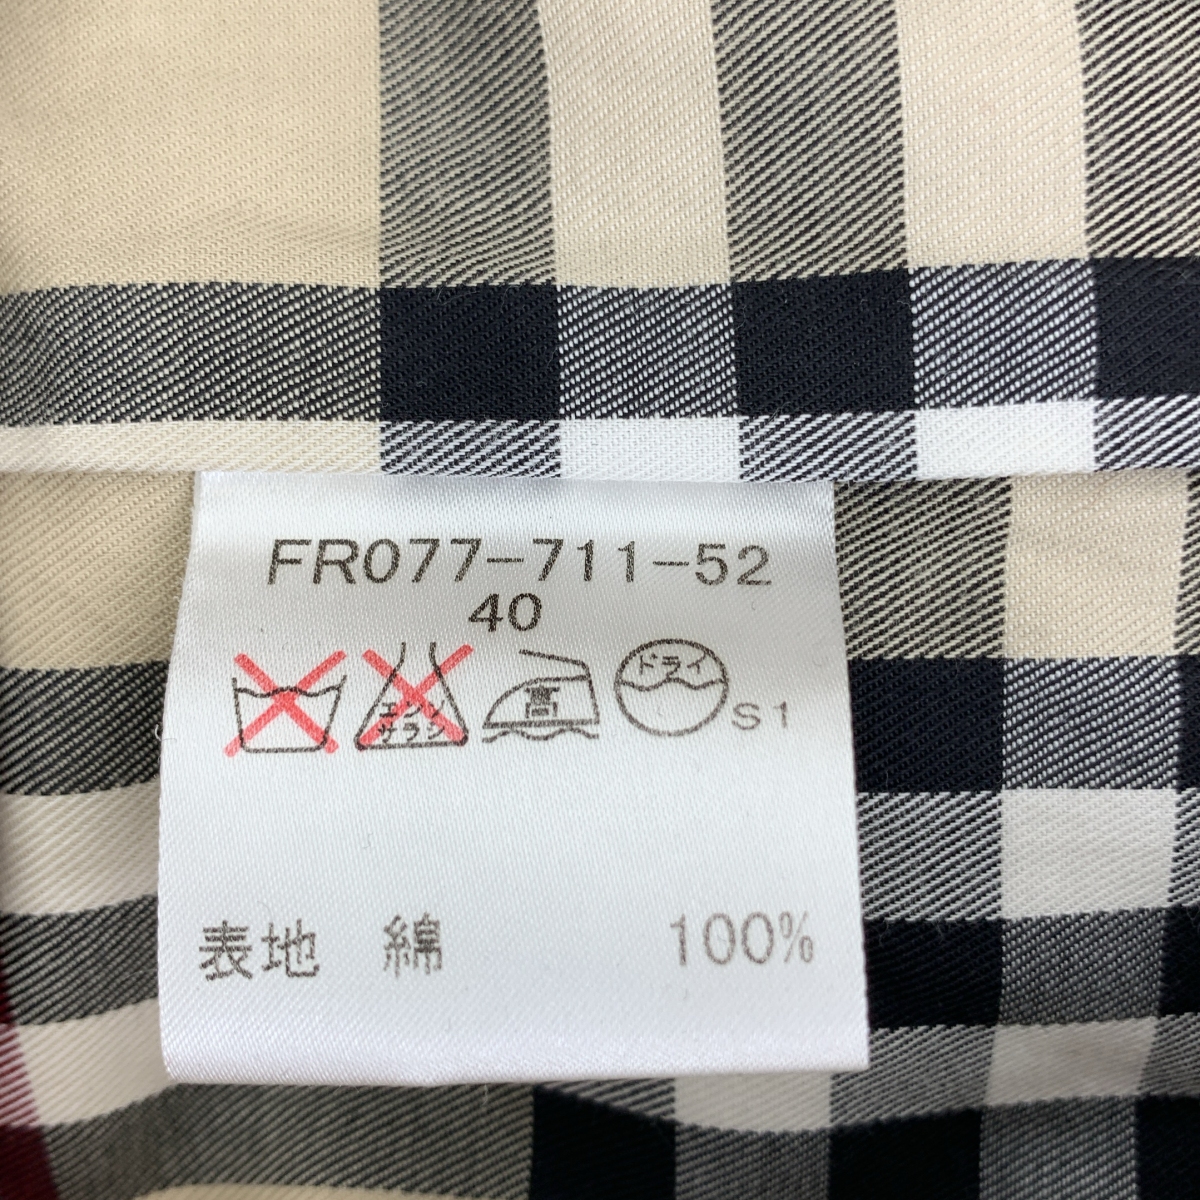 FR077-711-52
40
エンソ
サラシ
高
ドライ
S1
表地 綿 100%